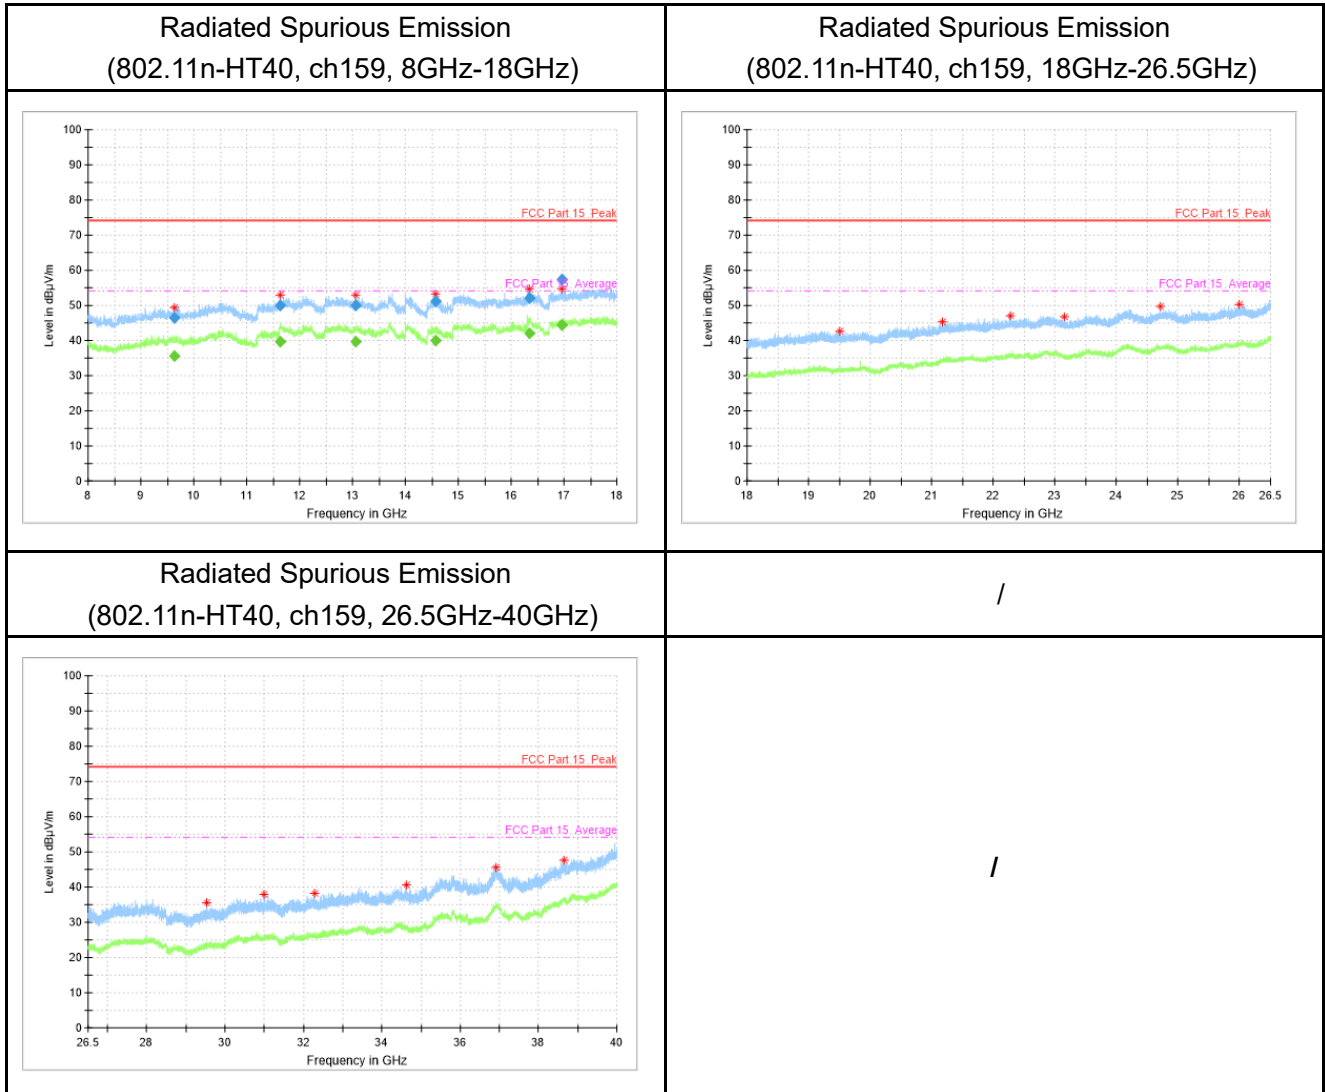 Radiated Spurious Emission
(802.11n-HT40, ch159, 8GHz-18GHz)
Radiated Spurious Emission
(802.11n-HT40, ch159, 18GHz-26.5GHz)
100
90
80
70
60
50
40
30
20
10
0
Level in dBµV/m
FCC Part 15 Peak
FCC Part 15 Average
8 9 10 11 12 13 14 15 16 17 18
Frequency in GHz
100
90
80
70
60
50
40
30
20
10
0
Level in dBµV/m
FCC Part 15 Peak
FCC Part 15 Average
18 19 20 21 22 23 24 25 26 26.5
Frequency in GHz
Radiated Spurious Emission
(802.11n-HT40, ch159, 26.5GHz-40GHz)
/
100
90
80
70
60
50
40
30
20
10
0
Level in dBµV/m
FCC Part 15 Peak
FCC Part 15 Average
26.5 28 30 32 34 36 38 40
Frequency in GHz
/